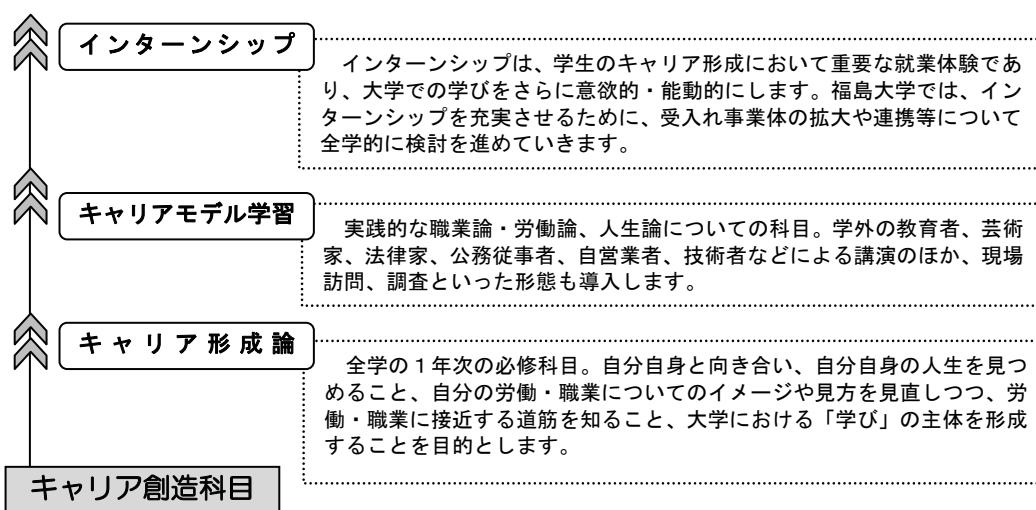 インターンシップ
インターンシップは、学生のキャリア形成において重要な就業体験であ
り、大学での学びをさらに意欲的・能動的にします。福島大学では、イン
ターンシップを充実させるために、受入れ事業体の拡大や連携等について
全学的に検討を進めていきます。
キャリアモデル学習
実践的な職業論・労働論、人生論についての科目。学外の教育者、芸術
家、法律家、公務従事者、自営業者、技術者などによる講演のほか、現場
訪問、調査といった形態も導入します。
キャリア形成論
全学の1年次の必修科目。自分自身と向き合い、自分自身の人生を見つ
めること、自分の労働・職業についてのイメージや見方を見直しつつ、労
働・職業に接近する道筋を知ること、大学における「学び」の主体を形成
することを目的とします。
キャリア創造科目